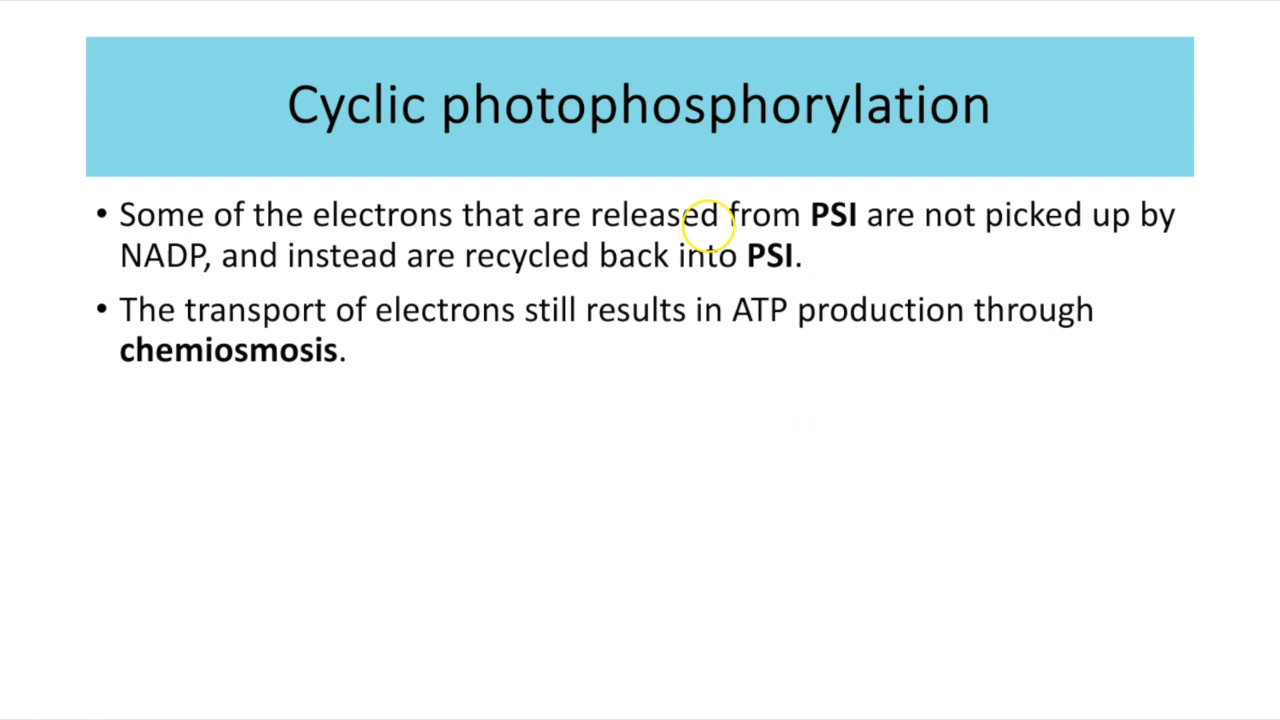 Cyclic photophosphorylation
• Some of the electrons that are released from PSI are not picked up by
NADP, and instead are recycled back into PSI.
• The transport of electrons still results in ATP production through
chemiosmosis.